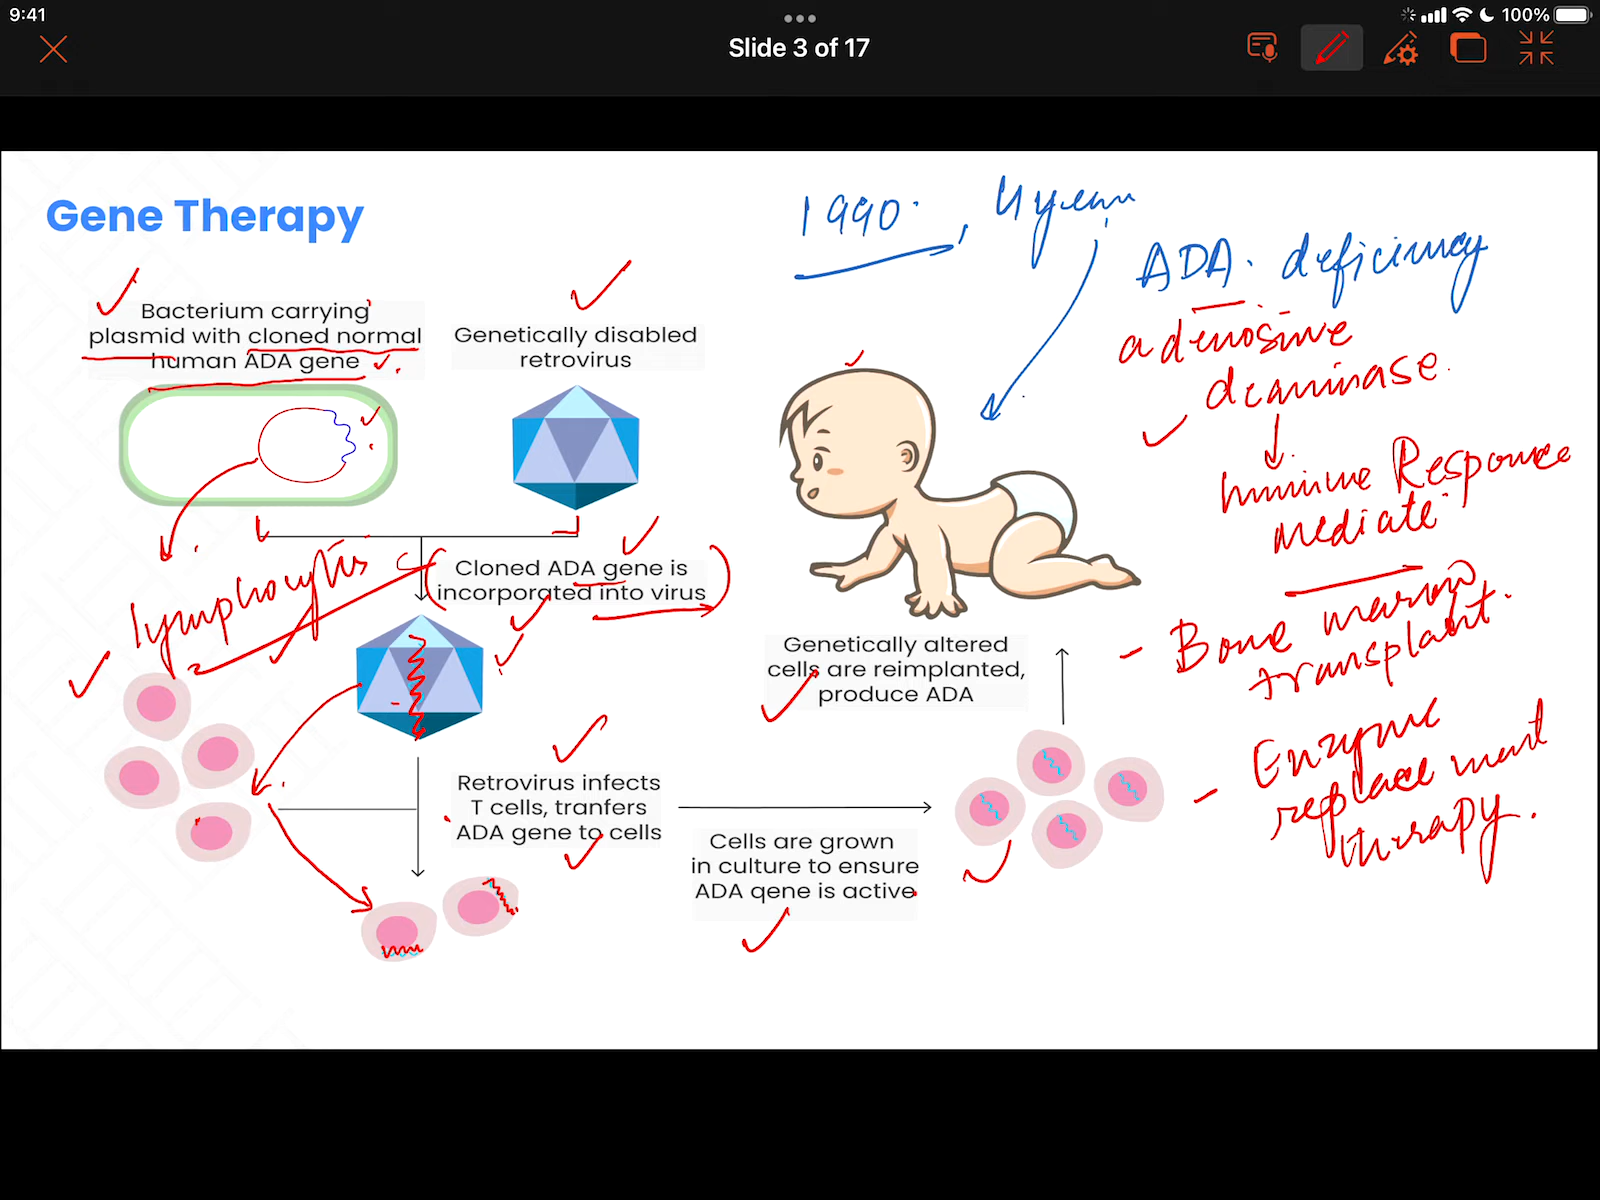 9:41
100%
Slide 3 of 17
Gene Therapy
1990. , 4 year
ADA. deficiency
adenosine
deaminase.
Immune Response
mediate
Bacterium carrying
plasmid with cloned normal
human ADA gene
Genetically disabled
retrovirus
Cloned ADA gene is
incorporated into virus
lymphocytes
- Bone marrow
transplant.
- Enzyme
replacement
therapy.
Genetically altered
cells are reimplanted,
produce ADA
Retrovirus infects
T cells, tranfers
ADA gene to cells
Cells are grown
in culture to ensure
ADA gene is active